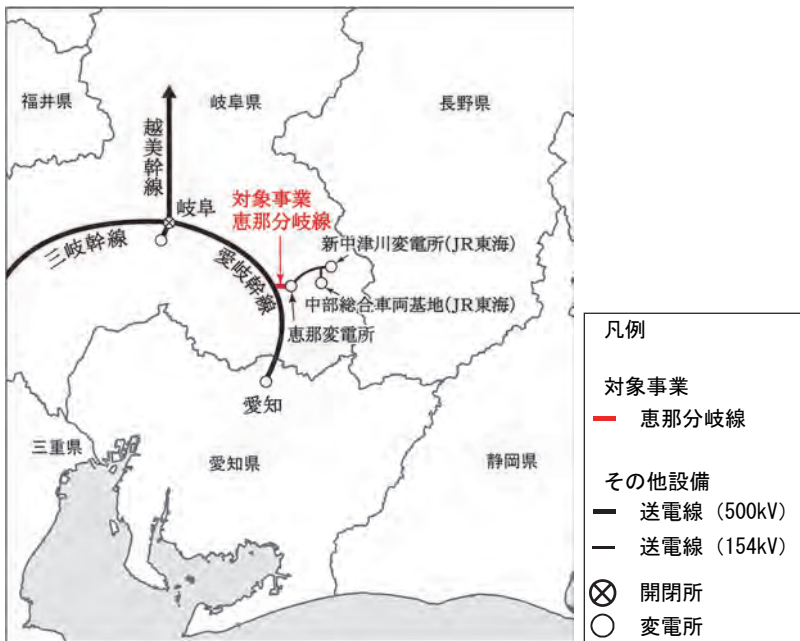 福井県
岐阜県
長野県
越美幹線
対象事業
恵那分岐線
岐阜
新中津川変電所(JR東海)
三岐幹線
愛岐幹線
中部総合車両基地(JR東海)
恵那変電所
愛知
三重県
愛知県
静岡県
凡例
対象事業
恵那分岐線
その他設備
送電線（500kV）
送電線（154kV）
開閉所
変電所